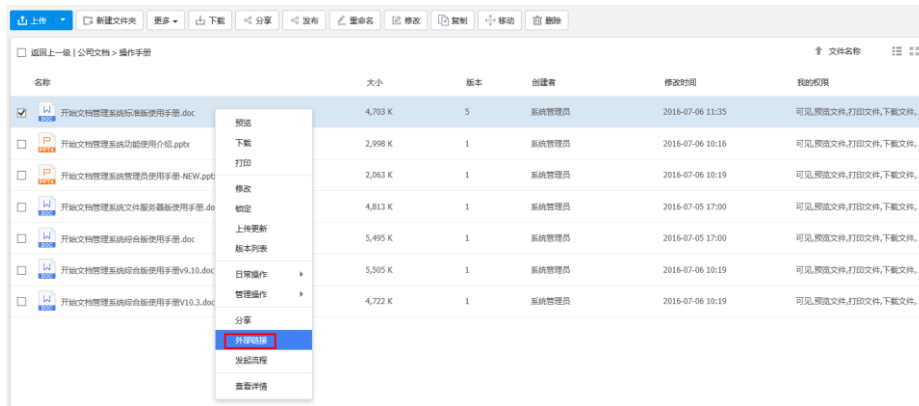 上传 新建文件夹 更多 下载 分享 发布 重命名 修改 复制 移动 删除
返回上一级 | 公司文档 > 操作手册 文件名称
名称 大小 版本 创建者 修改时间 我的权限
开始文档管理系统标准版使用手册.doc 4,703 K 5 系统管理员 2016-07-06 11:35 可见,预览文件,打印文件,下载文件,..
开始文档管理系统功能使用介绍.pptx 2,998 K 1 系统管理员 2016-07-06 10:16 可见,预览文件,打印文件,下载文件,..
开始文档管理系统管理员使用手册-NEW.pptx 2,063 K 1 系统管理员 2016-07-06 10:19 可见,预览文件,打印文件,下载文件,..
开始文档管理系统文件服务器版使用手册.do 4,813 K 1 系统管理员 2016-07-05 17:00 可见,预览文件,打印文件,下载文件,..
开始文档管理系统综合版使用手册.doc 5,495 K 1 系统管理员 2016-07-05 17:00 可见,预览文件,打印文件,下载文件,..
开始文档管理系统综合版使用手册v9.10.doc 5,505 K 1 系统管理员 2016-07-06 10:19 可见,预览文件,打印文件,下载文件,..
开始文档管理系统综合版使用手册V10.3.doc 4,722 K 1 系统管理员 2016-07-06 10:19 可见,预览文件,打印文件,下载文件,..
预览
下载
打印
修改
锁定
上传更新
版本列表
日常操作
管理操作
分享
外部链接
发起流程
查看详情